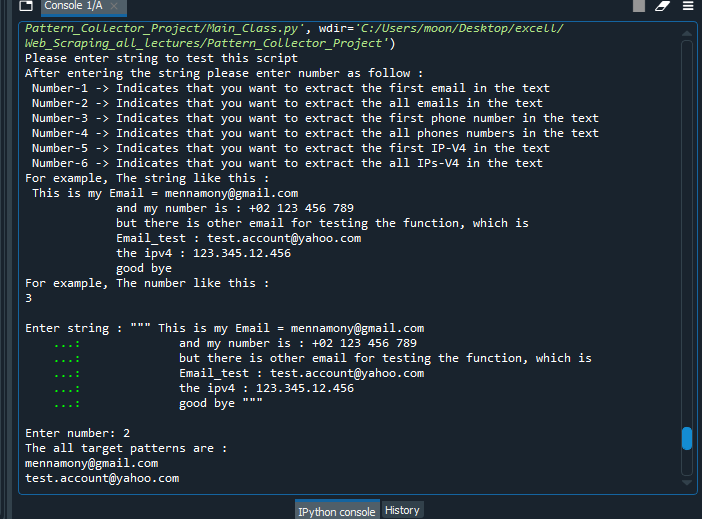 Console 1/A
Pattern_Collector_Project/Main_Class.py', wdir='C:/Users/moon/Desktop/excell/
Web_Scraping_all_lectures/Pattern_Collector_Project')
Please enter string to test this script
After entering the string please enter number as follow :
Number-1 -> Indicates that you want to extract the first email in the text
Number-2 -> Indicates that you want to extract the all emails in the text
Number-3 -> Indicates that you want to extract the first phone number in the text
Number-4 -> Indicates that you want to extract the all phones numbers in the text
Number-5 -> Indicates that you want to extract the first IP-V4 in the text
Number-6 -> Indicates that you want to extract the all IPs-V4 in the text
For example, The string like this :
This is my Email = mennamony@gmail.com
and my number is : +02 123 456 789
but there is other email for testing the function, which is
Email_test : test.account@yahoo.com
the ipv4 : 123.345.12.456
good bye
For example, The number like this :
3
Enter string : """ This is my Email = mennamony@gmail.com
...: and my number is : +02 123 456 789
...: but there is other email for testing the function, which is
...: Email_test : test.account@yahoo.com
...: the ipv4 : 123.345.12.456
...: good bye """
Enter number: 2
The all target patterns are :
mennamony@gmail.com
test.account@yahoo.com
IPython console History